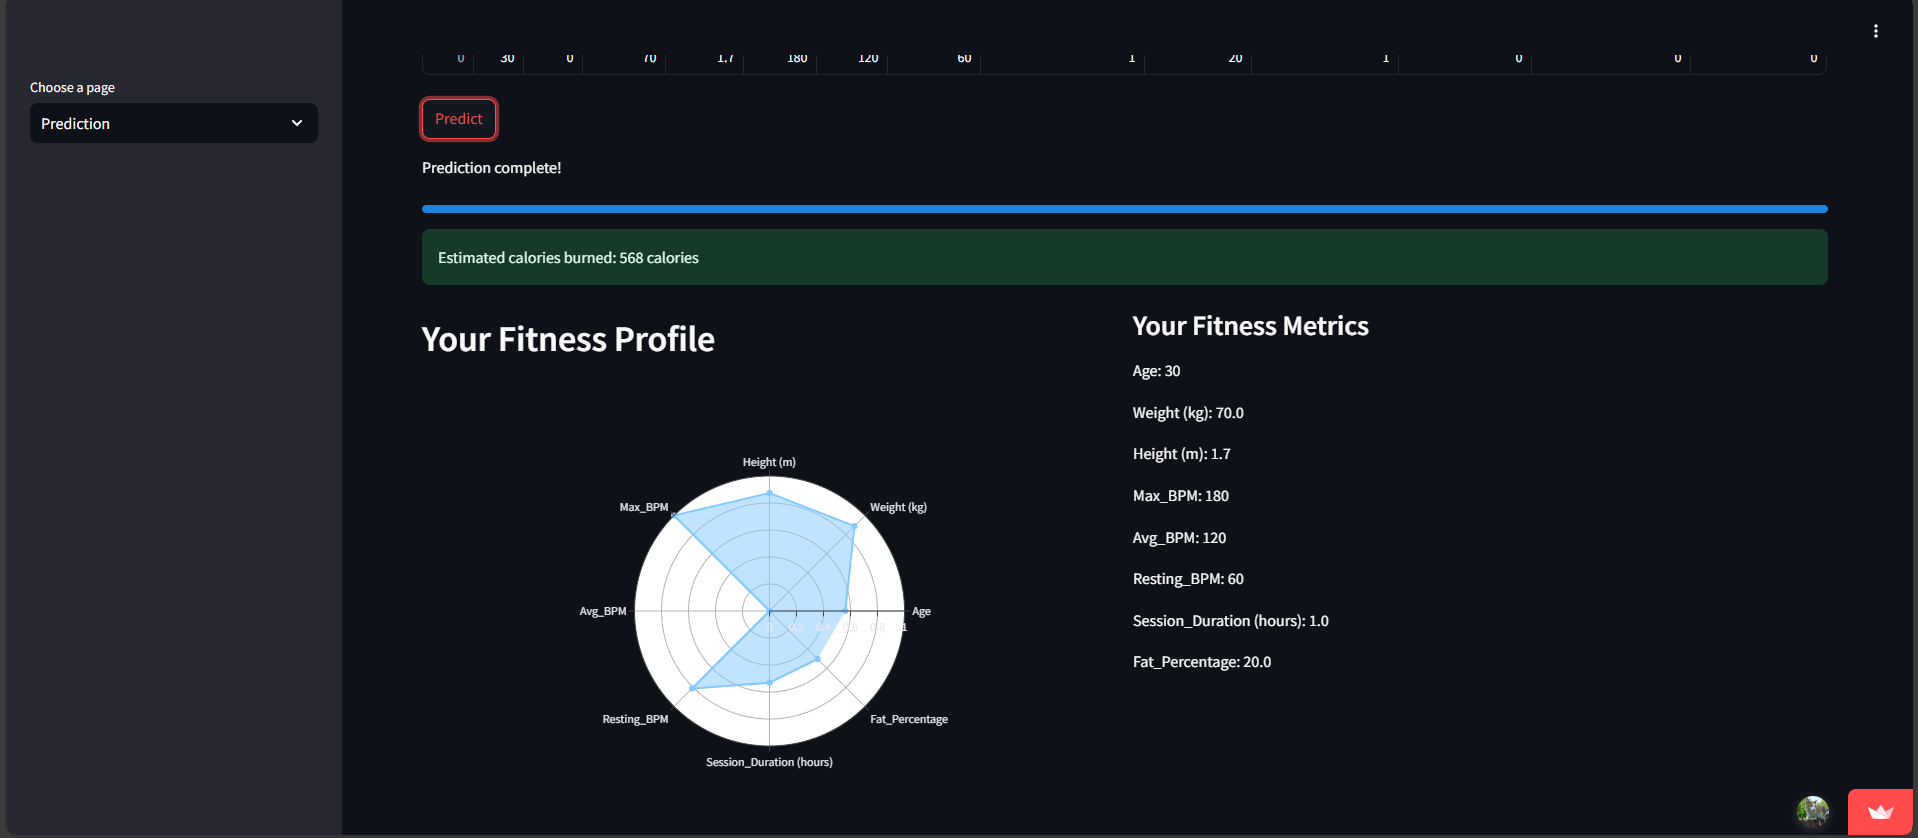 Choose a page
Prediction
0 30 0 70 1.7 180 120 60 1 20 1 0 0 0
Predict
Prediction complete!
Estimated calories burned: 568 calories
Your Fitness Profile
Height (m)
Max_BPM
Weight (kg)
Avg_BPM
Age
0 0.2 0.4 0.6 0.8 1
Resting_BPM
Fat_Percentage
Session_Duration (hours)
Your Fitness Metrics
Age: 30
Weight (kg): 70.0
Height (m): 1.7
Max_BPM: 180
Avg_BPM: 120
Resting_BPM: 60
Session_Duration (hours): 1.0
Fat_Percentage: 20.0